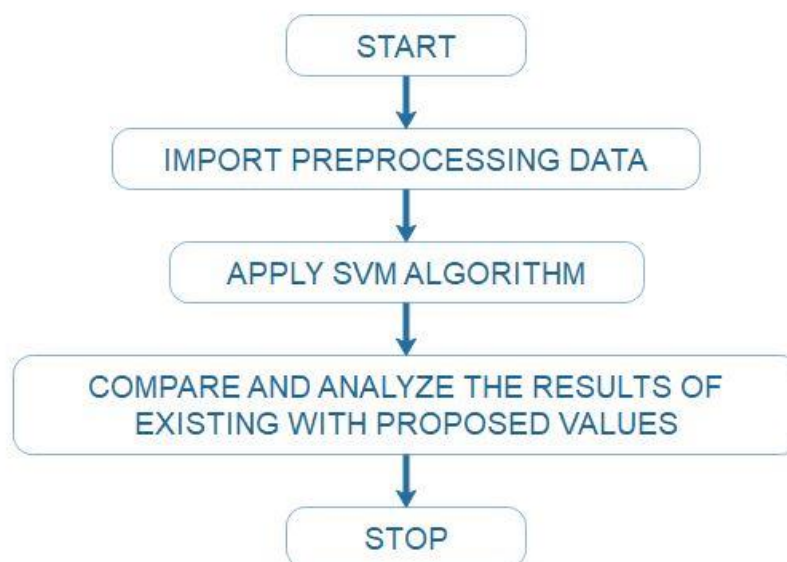 START
IMPORT PREPROCESSING DATA
APPLY SVM ALGORITHM
COMPARE AND ANALYZE THE RESULTS OF
EXISTING WITH PROPOSED VALUES
STOP